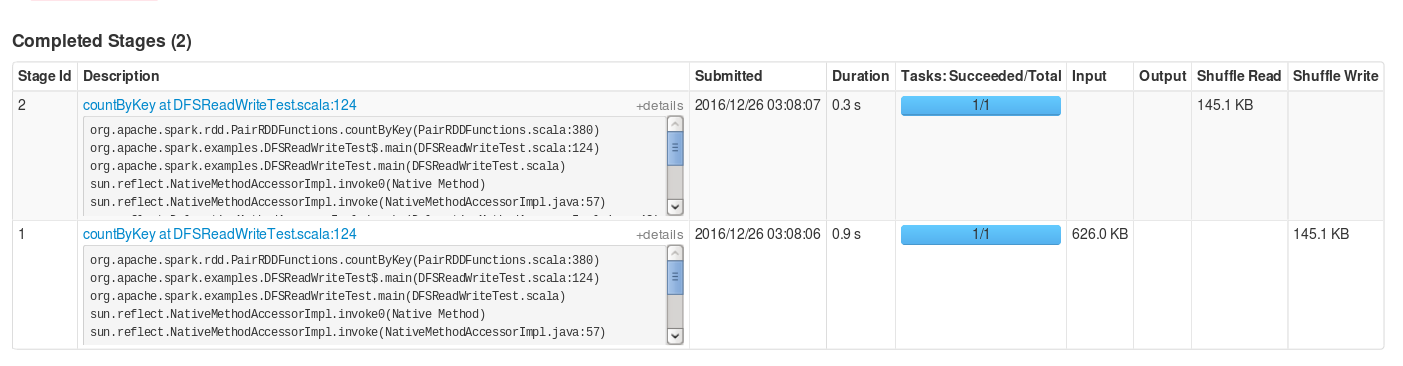 Completed Stages (2)
Stage Id Description Submitted Duration Tasks: Succeeded/Total Input Output Shuffle Read Shuffle Write
2 countByKey at DFSReadWriteTest.scala:124 +details 2016/12/26 03:08:07 0.3 s 1/1 145.1 KB
org.apache.spark.rdd.PairRDDFunctions.countByKey(PairRDDFunctions.scala:380)
org.apache.spark.examples.DFSReadWriteTest$.main(DFSReadWriteTest.scala:124)
org.apache.spark.examples.DFSReadWriteTest.main(DFSReadWriteTest.scala)
sun.reflect.NativeMethodAccessorImpl.invoke0(Native Method)
sun.reflect.NativeMethodAccessorImpl.invoke(NativeMethodAccessorImpl.java:57)
1 countByKey at DFSReadWriteTest.scala:124 +details 2016/12/26 03:08:06 0.9 s 1/1 626.0 KB 145.1 KB
org.apache.spark.rdd.PairRDDFunctions.countByKey(PairRDDFunctions.scala:380)
org.apache.spark.examples.DFSReadWriteTest$.main(DFSReadWriteTest.scala:124)
org.apache.spark.examples.DFSReadWriteTest.main(DFSReadWriteTest.scala)
sun.reflect.NativeMethodAccessorImpl.invoke0(Native Method)
sun.reflect.NativeMethodAccessorImpl.invoke(NativeMethodAccessorImpl.java:57)